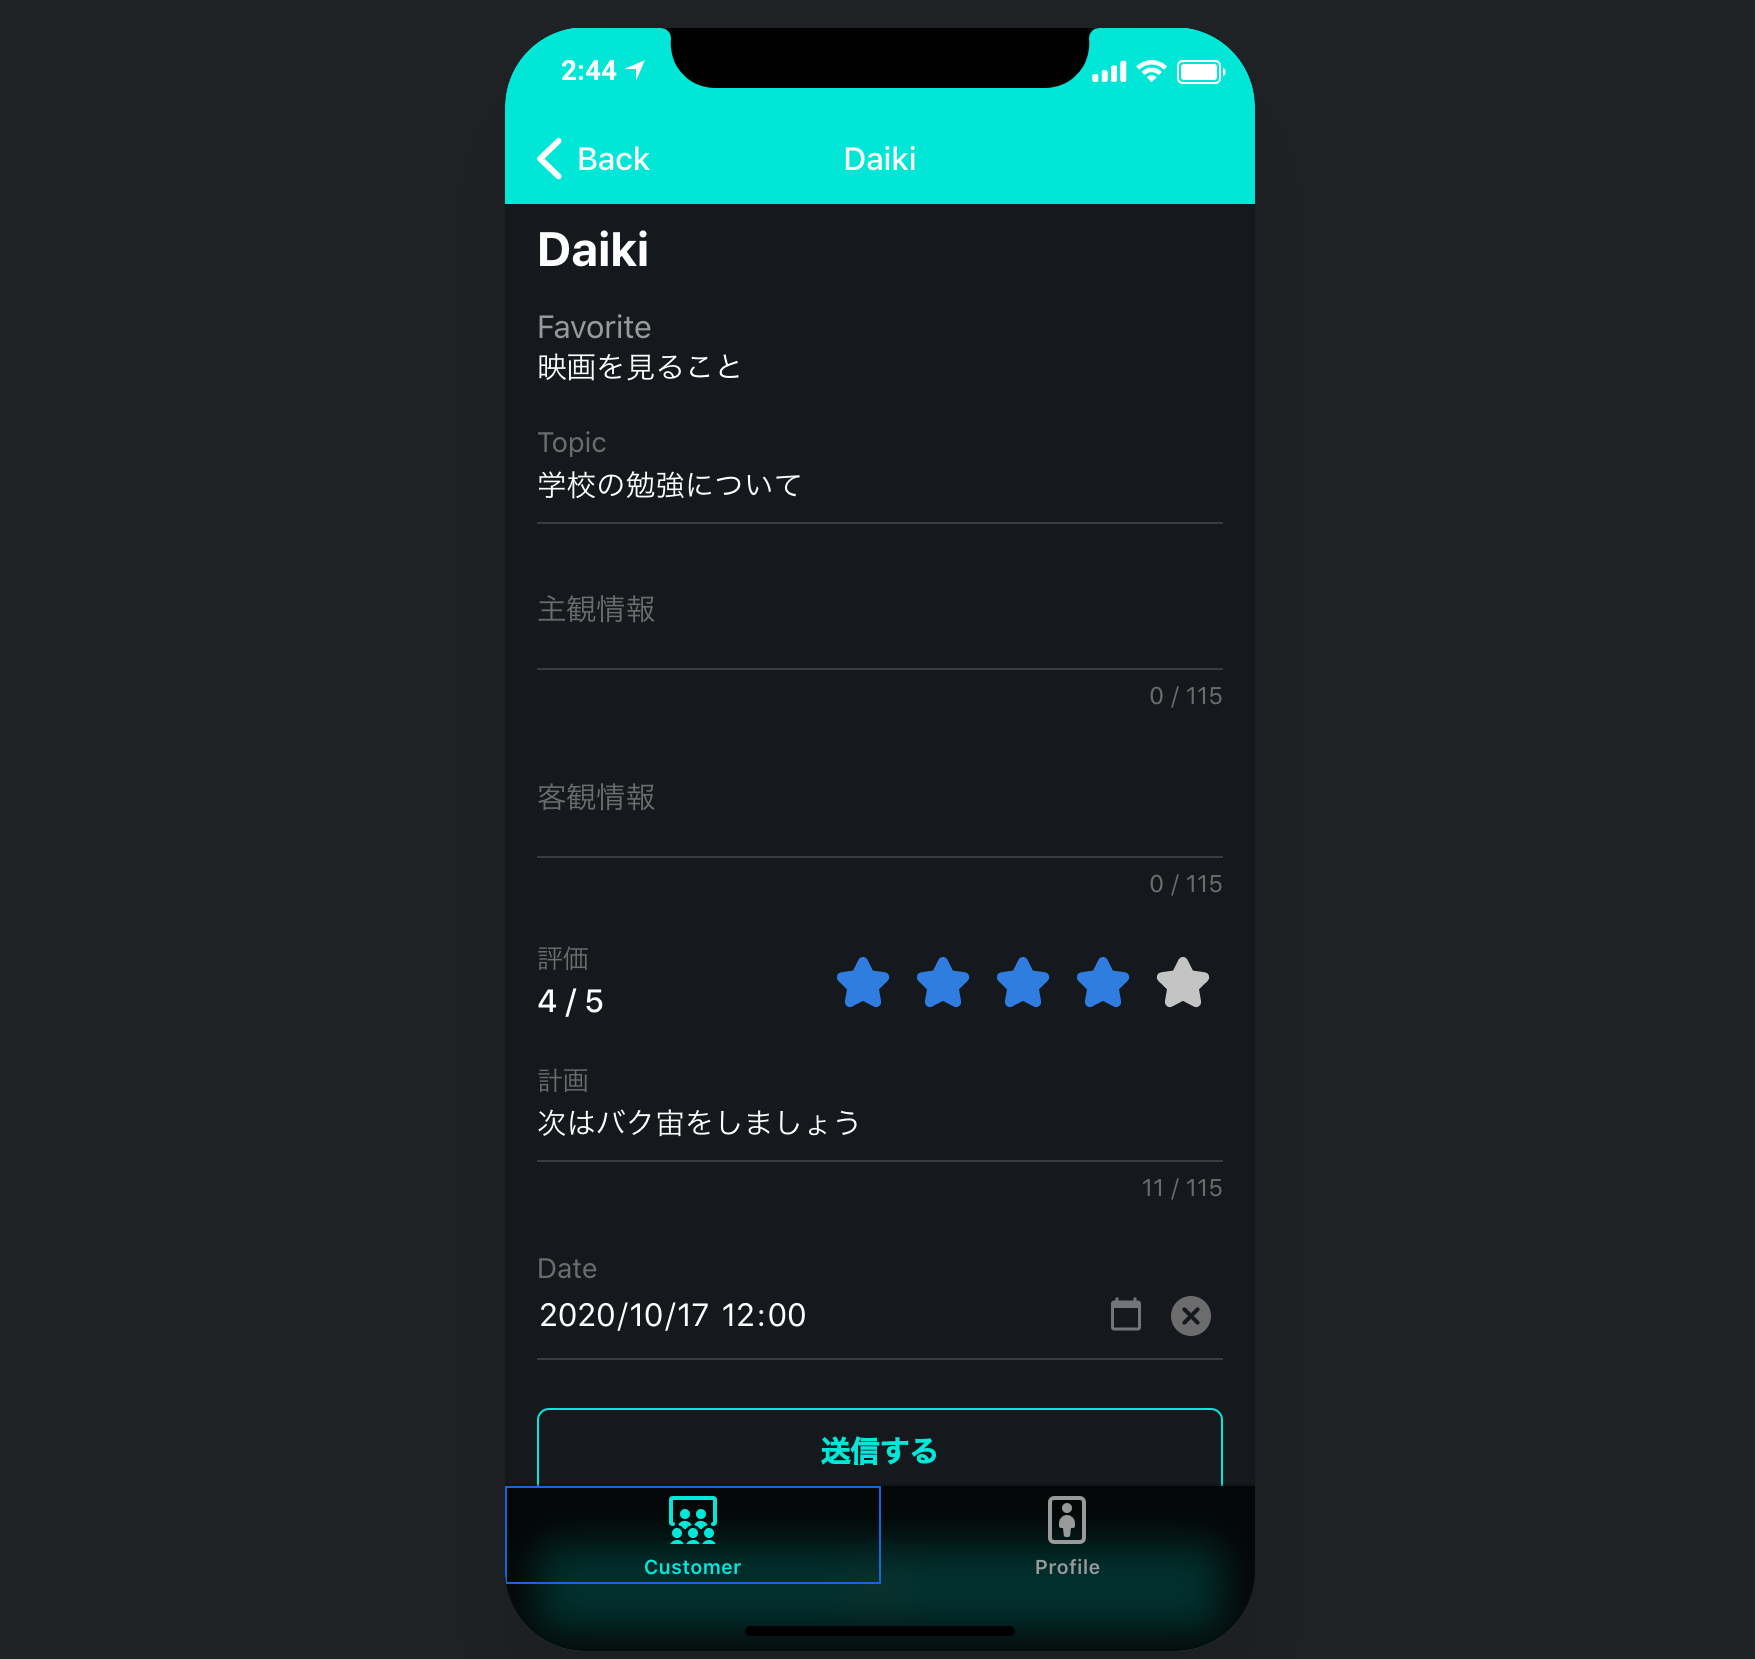 2:44
Back
Daiki
Daiki
Favorite
映画を見ること
Topic
学校の勉強について
主観情報
0 / 115
客観情報
0 / 115
評価
4 / 5
計画
次はバク宙をしましょう
11 / 115
Date
2020/10/17 12:00
送信する
Customer
Profile